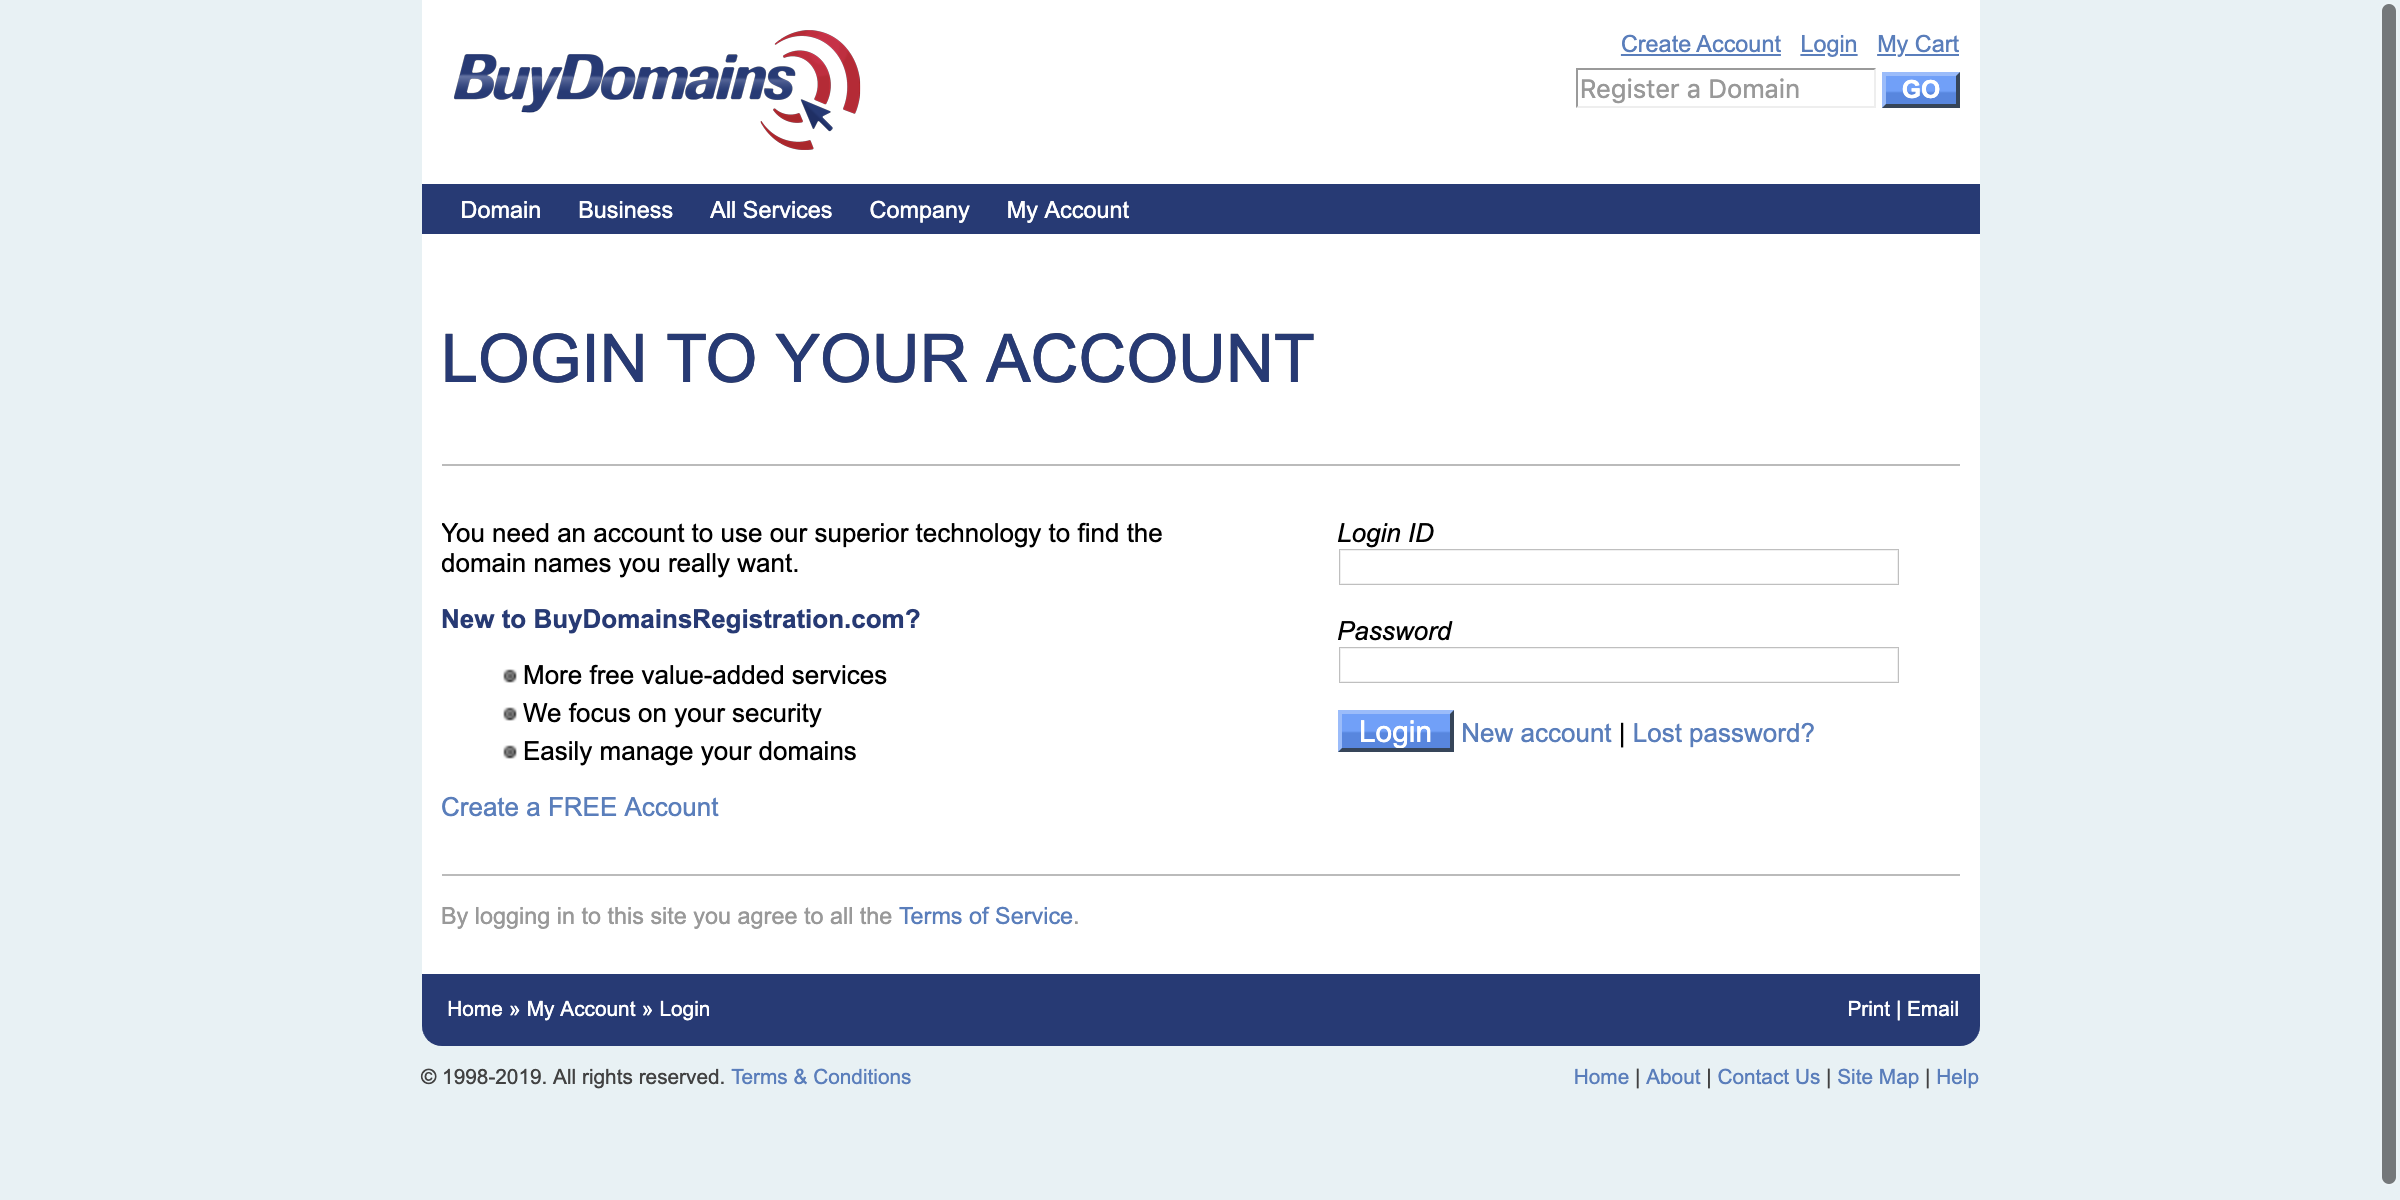 BuyDomains
Create Account Login My Cart
Register a Domain GO
Domain Business All Services Company My Account
LOGIN TO YOUR ACCOUNT
You need an account to use our superior technology to find the
domain names you really want.
New to BuyDomainsRegistration.com?
More free value-added services
We focus on your security
Easily manage your domains
Create a FREE Account
Login ID
Password
Login New account | Lost password?
By logging in to this site you agree to all the Terms of Service.
Home » My Account » Login
Print | Email
© 1998-2019. All rights reserved. Terms & Conditions
Home | About | Contact Us | Site Map | Help